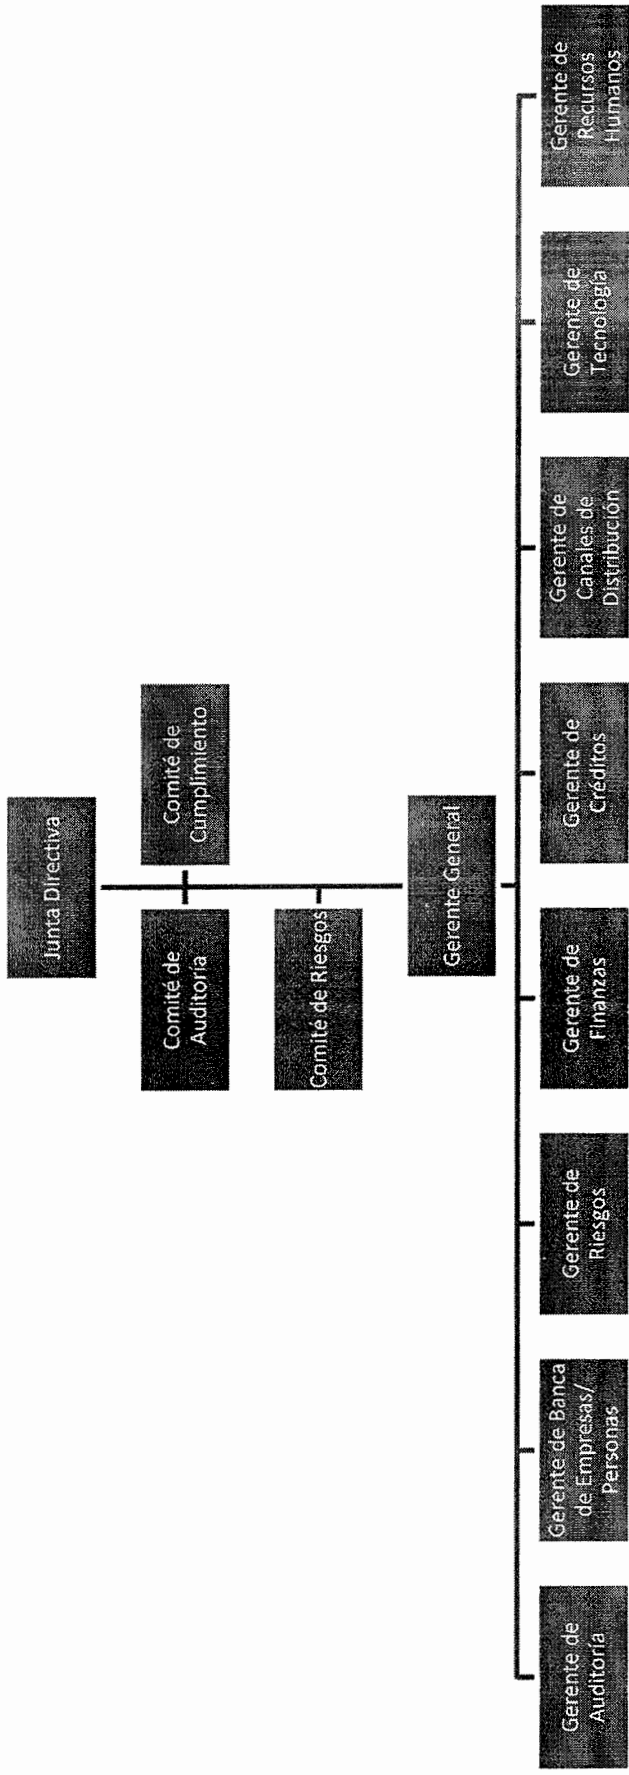 Junta Directiva
Comité de
Auditoría
Comité de
Cumplimiento
Comité de Riesgos
Gerente General
Gerente de
Auditoría
Gerente de Banca
de Empresas/
Personas
Gerente de
Riesgos
Gerente de
Finanzas
Gerente de
Créditos
Gerente de
Canales de
Distribución
Gerente de
Tecnología
Gerente de
Recursos
Humanos